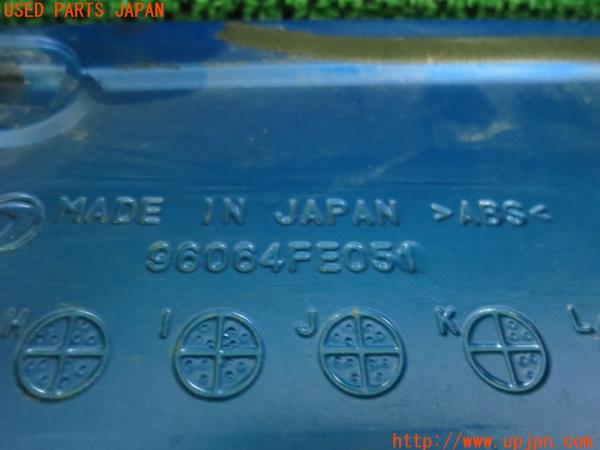 USED PARTS JAPAN
MADE IN JAPAN >ABS<
96064FE051
H I J K L
http://www.upjpn.com/